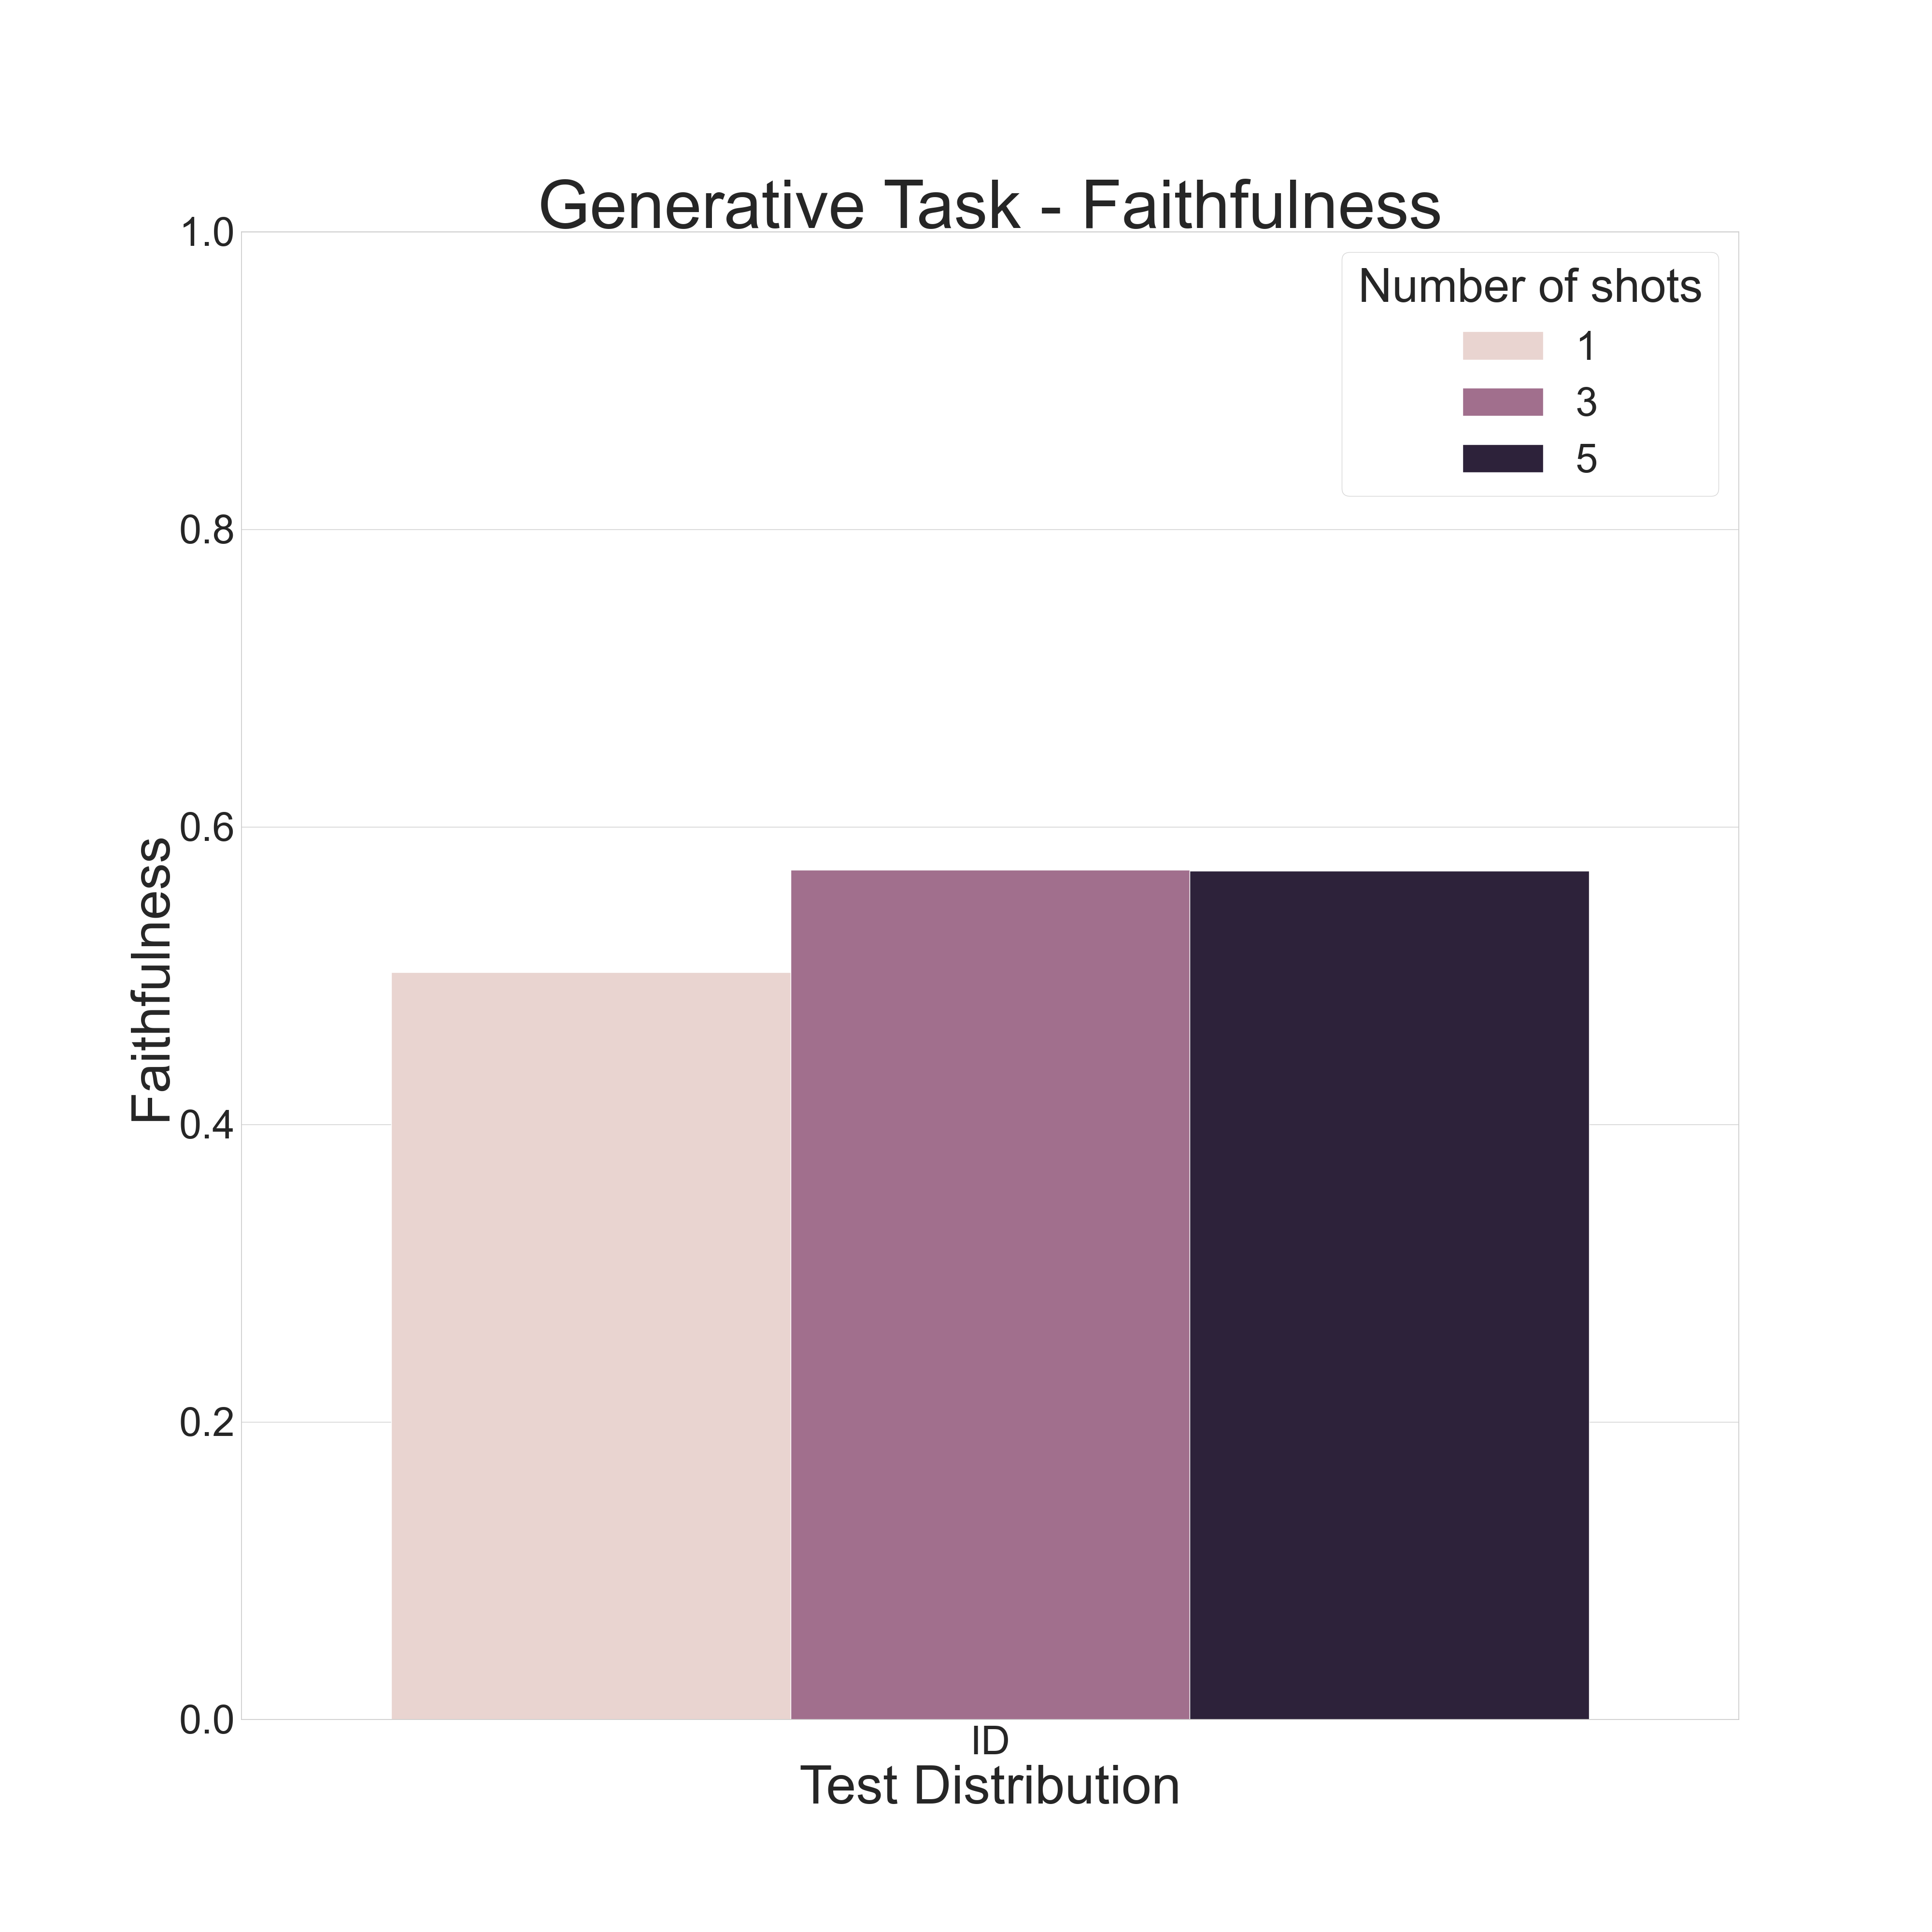 Generative Task - Faithfulness
Number of shots
1
3
5
1.0
0.8
0.6
0.4
0.2
0.0
Faithfulness
ID
Test Distribution